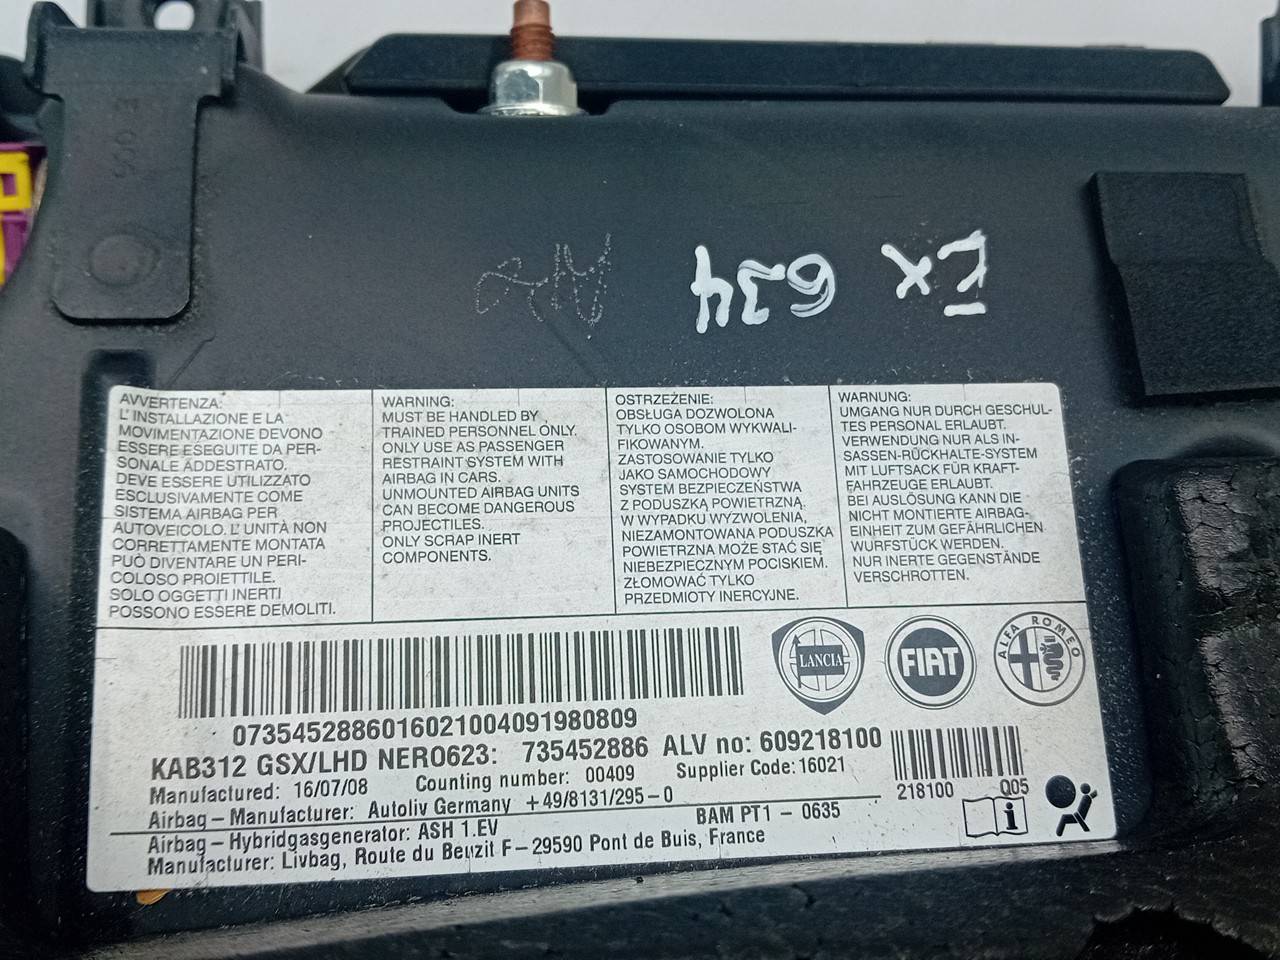 Ex 634
AVVERTENZA:
L'INSTALLAZIONE E LA
MOVIMENTAZIONE DEVONO
ESSERE ESEGUITE DA PER-
SONALE ADDESTRATO.
DEVE ESSERE UTILIZZATO
ESCLUSIVAMENTE COME
SISTEMA AIRBAG PER
AUTOVEICOLO. L'UNITÀ NON
CORRETTAMENTE MONTATA
PUÒ DIVENTARE UN PERI-
COLOSO PROIETTILE.
SOLO OGGETTI INERTI
POSSONO ESSERE DEMOLITI.
WARNING:
MUST BE HANDLED BY
TRAINED PERSONNEL ONLY.
ONLY USE AS PASSENGER
RESTRAINT SYSTEM WITH
AIRBAG IN CARS.
UNMOUNTED AIRBAG UNITS
CAN BECOME DANGEROUS
PROJECTILES.
ONLY SCRAP INERT
COMPONENTS.
OSTRZEŻENIE:
OBSŁUGA DOZWOLONA
TYLKO OSOBOM WYKWALI-
FIKOWANYM.
ZASTOSOWANIE TYLKO
JAKO SAMOCHODOWY
SYSTEM BEZPIECZEŃSTWA
Z PODUSZKĄ POWIETRZNĄ.
W WYPADKU WYZWOLENIA,
NIEZAMONTOWANA PODUSZKA
POWIETRZNA MOŻE STAĆ SIĘ
NIEBEZPIECZNYM POCISKIEM.
ZŁOMOWAĆ TYLKO
PRZEDMIOTY INERCYJNE.
WARNUNG:
UMGANG NUR DURCH GESCHUL-
TES PERSONAL ERLAUBT.
VERWENDUNG NUR ALS IN-
SASSEN-RÜCKHALTE-SYSTEM
MIT LUFTSACK FÜR KRAFT-
FAHRZEUGE ERLAUBT.
BEI AUSLÖSUNG KANN DIE
NICHT MONTIERTE AIRBAG-
EINHEIT ZUM GEFÄHRLICHEN
WURFSTÜCK WERDEN.
NUR INERTE GEGENSTÄNDE
VERSCHROTTEN.
LANCIA
FIAT
ALFA ROMEO
07354528860160210040919​80809
KAB312 GSX/LHD NERO623: 735452886 ALV no: 609218100
Manufactured: 16/07/08 Counting number: 00409 Supplier Code: 16021
218100 Q05
Airbag - Manufacturer: Autoliv Germany +49/8131/295-0
BAM PT1 - 0635
Airbag - Hybridgasgenerator: ASH 1.EV
Manufacturer: Livbag, Route du Beuzit F-29590 Pont de Buis, France
i